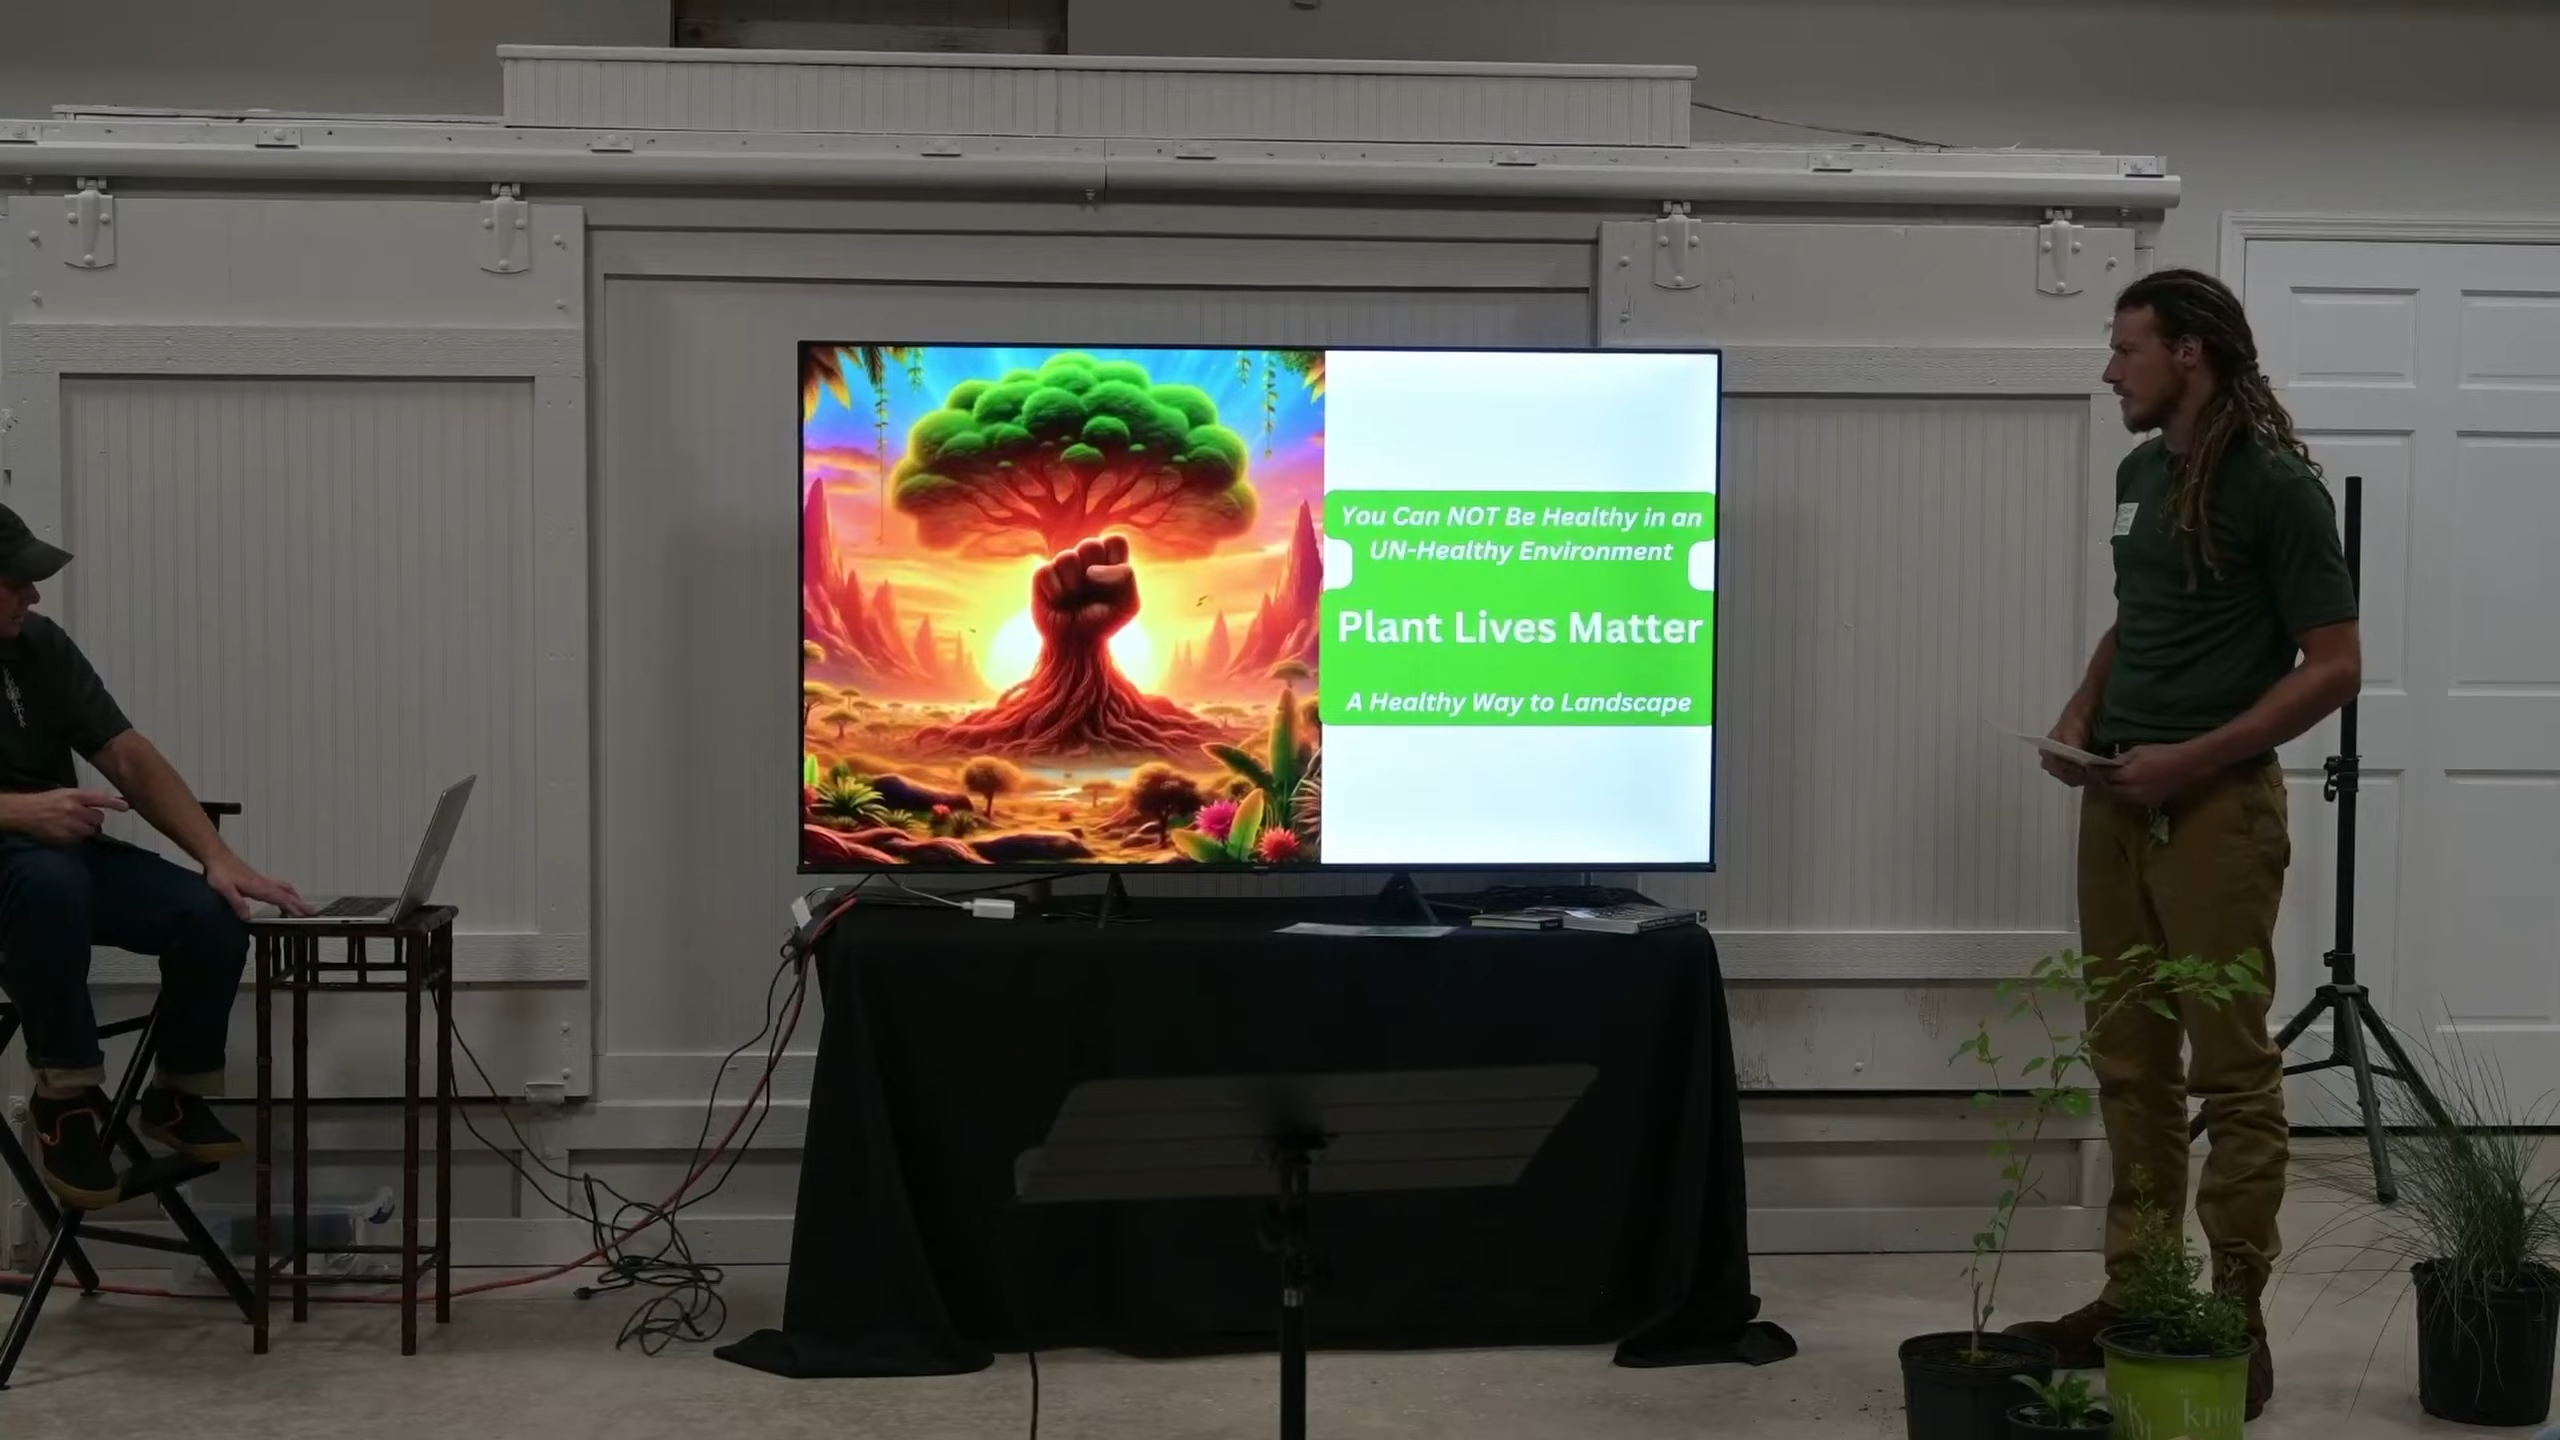 You Can NOT Be Healthy in an
UN-Healthy Environment
Plant Lives Matter
A Healthy Way to Landscape